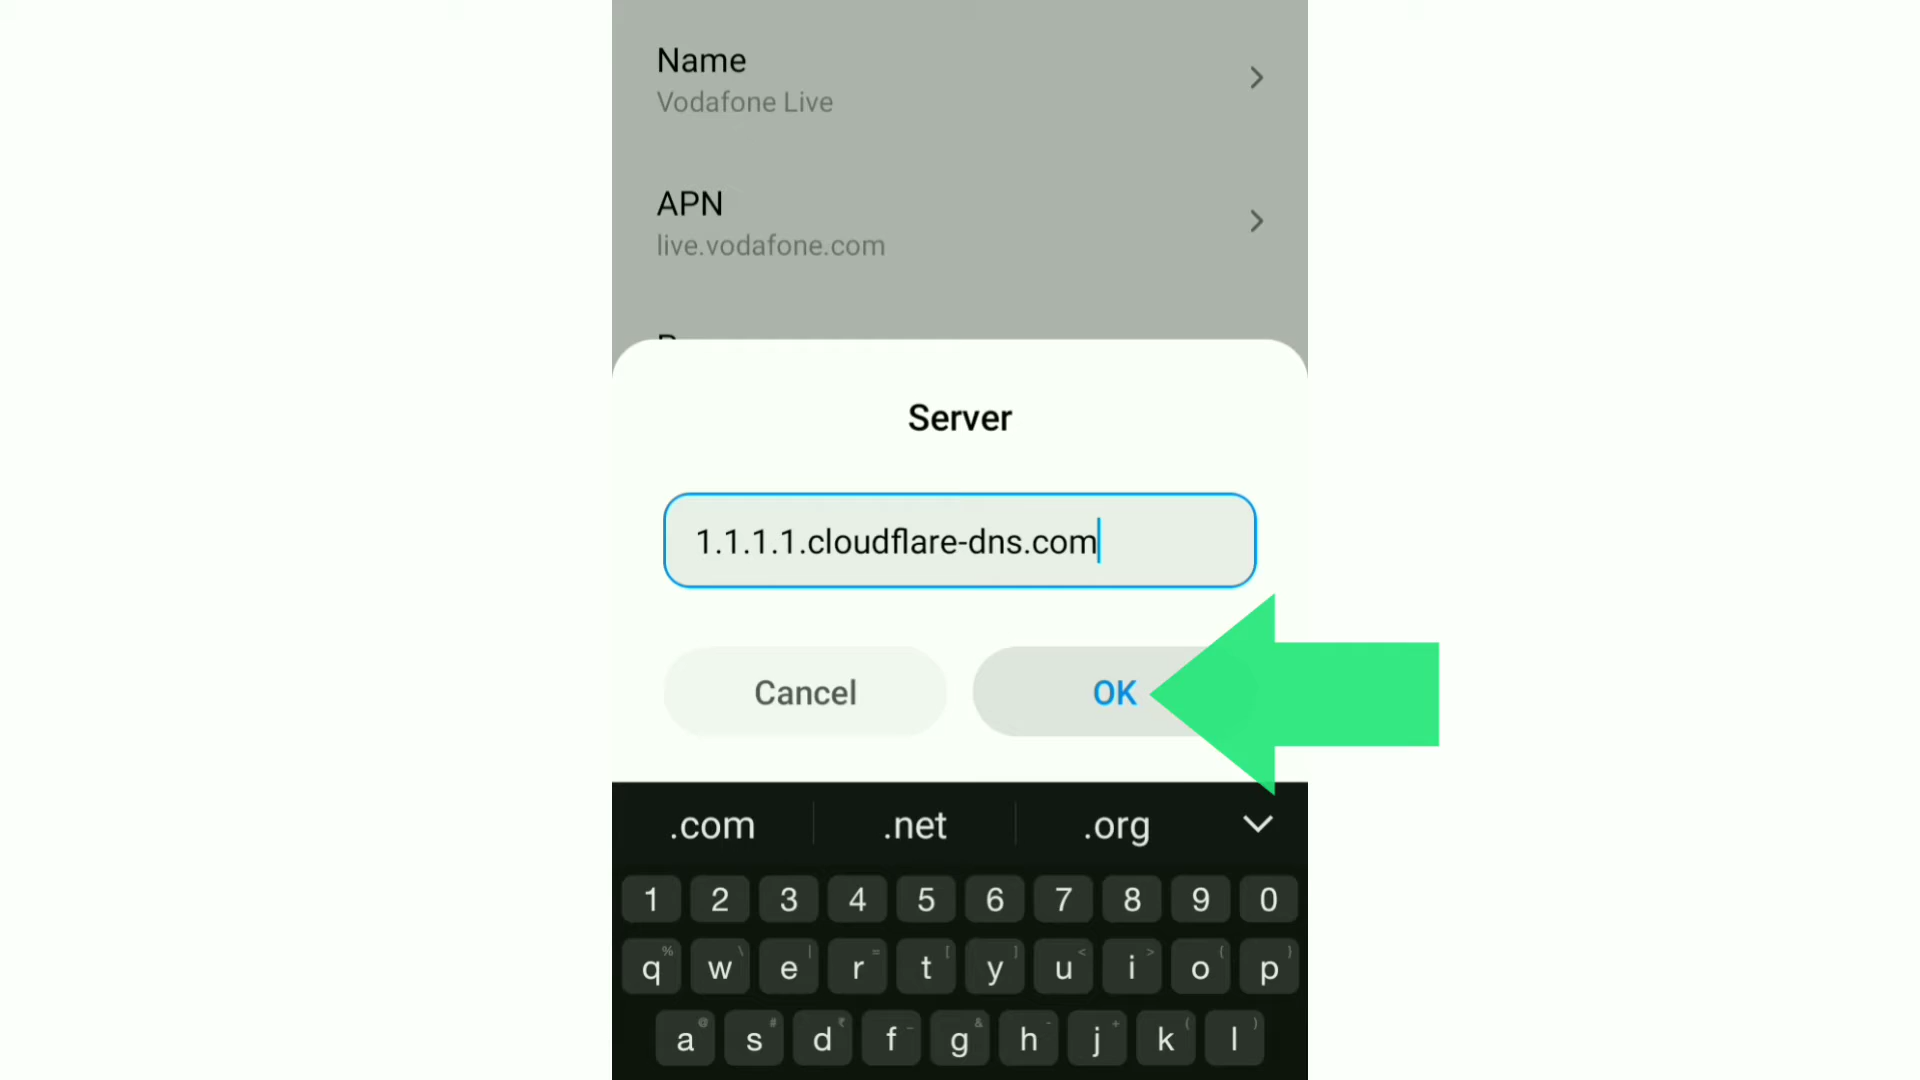 Name
Vodafone Live
APN
live.vodafone.com
Server
1.1.1.1.cloudflare-dns.com
Cancel OK
.com .net .org
1 2 3 4 5 6 7 8 9 0
% \ | = [ ] < > { }
q w e r t y u i o p
@ # ₹ _ & - + ( )
a s d f g h j k l